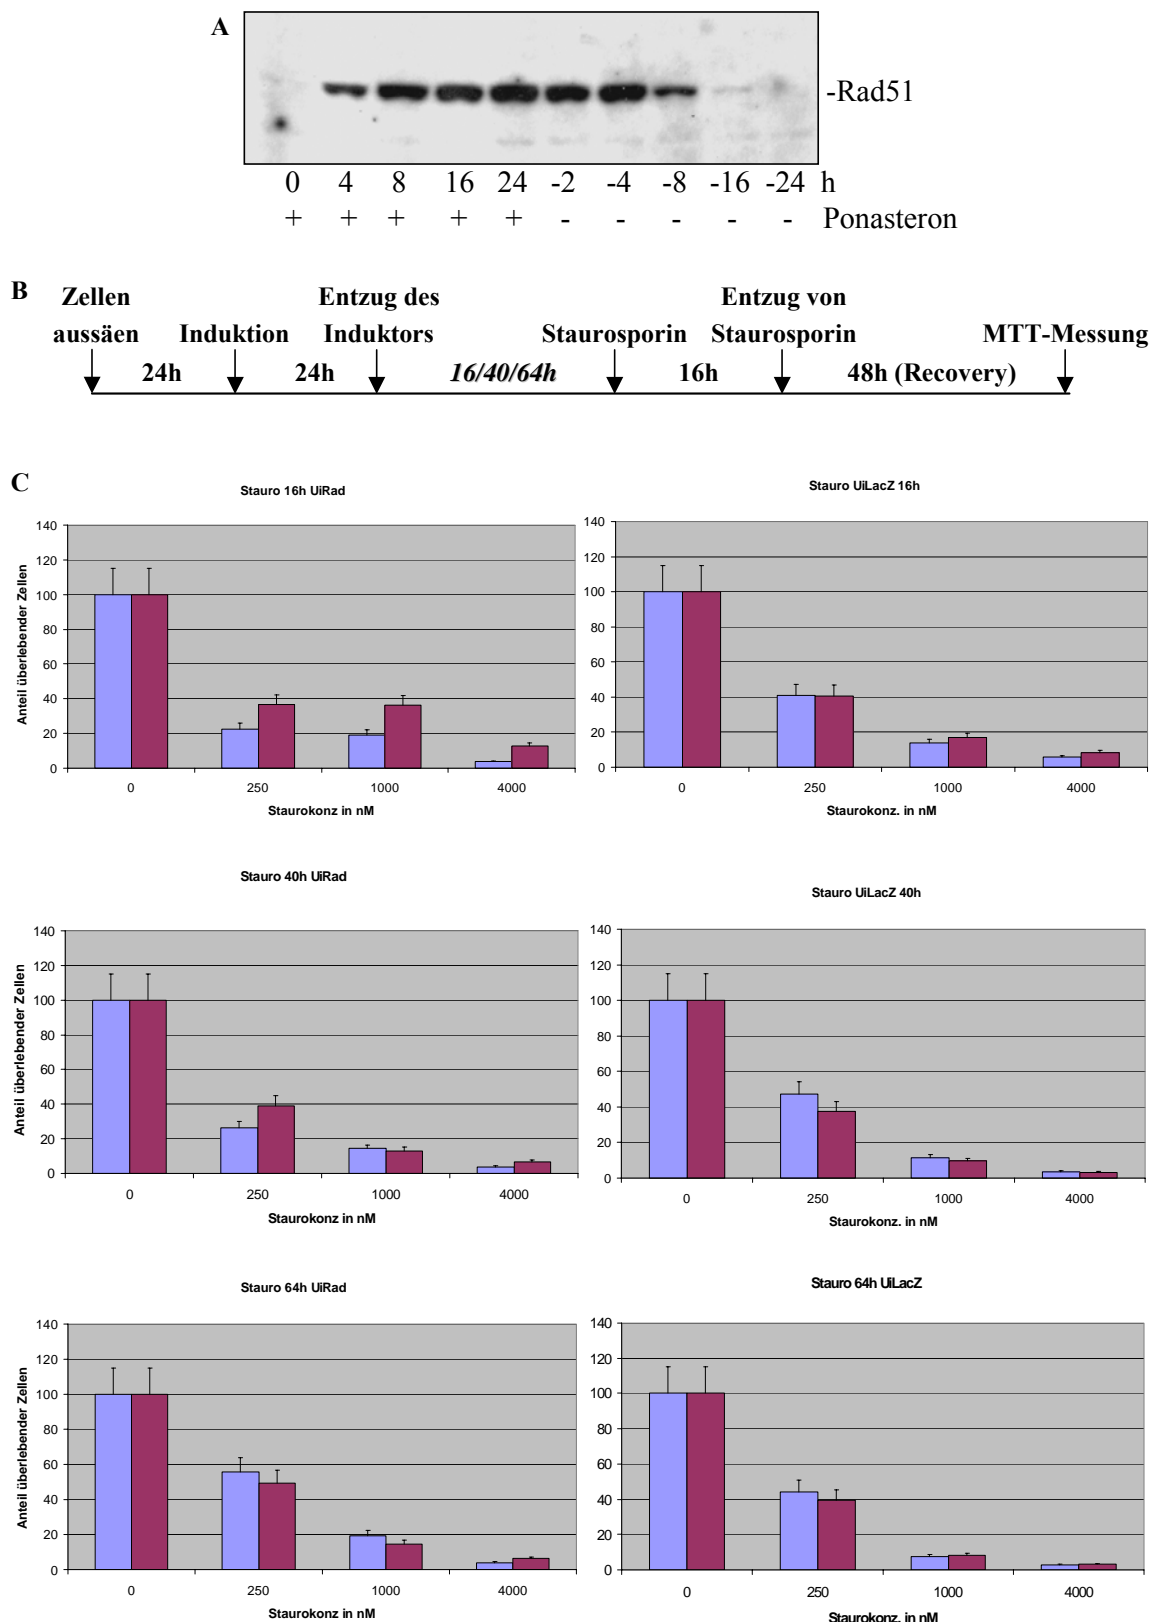 A
-Rad51
0 4 8 16 24 -2 -4 -8 -16 -24 h
+ + + + + - - - - - Ponasteron
B
Zellen Entzug des Entzug von
aussäen Induktion Induktors Staurosporin Staurosporin MTT-Messung
24h 24h 16/40/64h 16h 48h (Recovery)
C
Stauro 16h UiRad
Anteil überlebender Zellen
140
120
100
80
60
40
20
0
0 250 1000 4000
Staurokonz in nM
Stauro UiLacZ 16h
140
120
100
80
60
40
20
0
0 250 1000 4000
Staurokonz. in nM
Stauro 40h UiRad
Anteil überlebender Zellen
140
120
100
80
60
40
20
0
0 250 1000 4000
Staurokonz in nM
Stauro UiLacZ 40h
140
120
100
80
60
40
20
0
0 250 1000 4000
Staurokonz. in nM
Stauro 64h UiRad
Anteil überlebender Zellen
140
120
100
80
60
40
20
0
0 250 1000 4000
Staurokonz in nM
Stauro 64h UiLacZ
140
120
100
80
60
40
20
0
0 250 1000 4000
Staurokonz. in nM